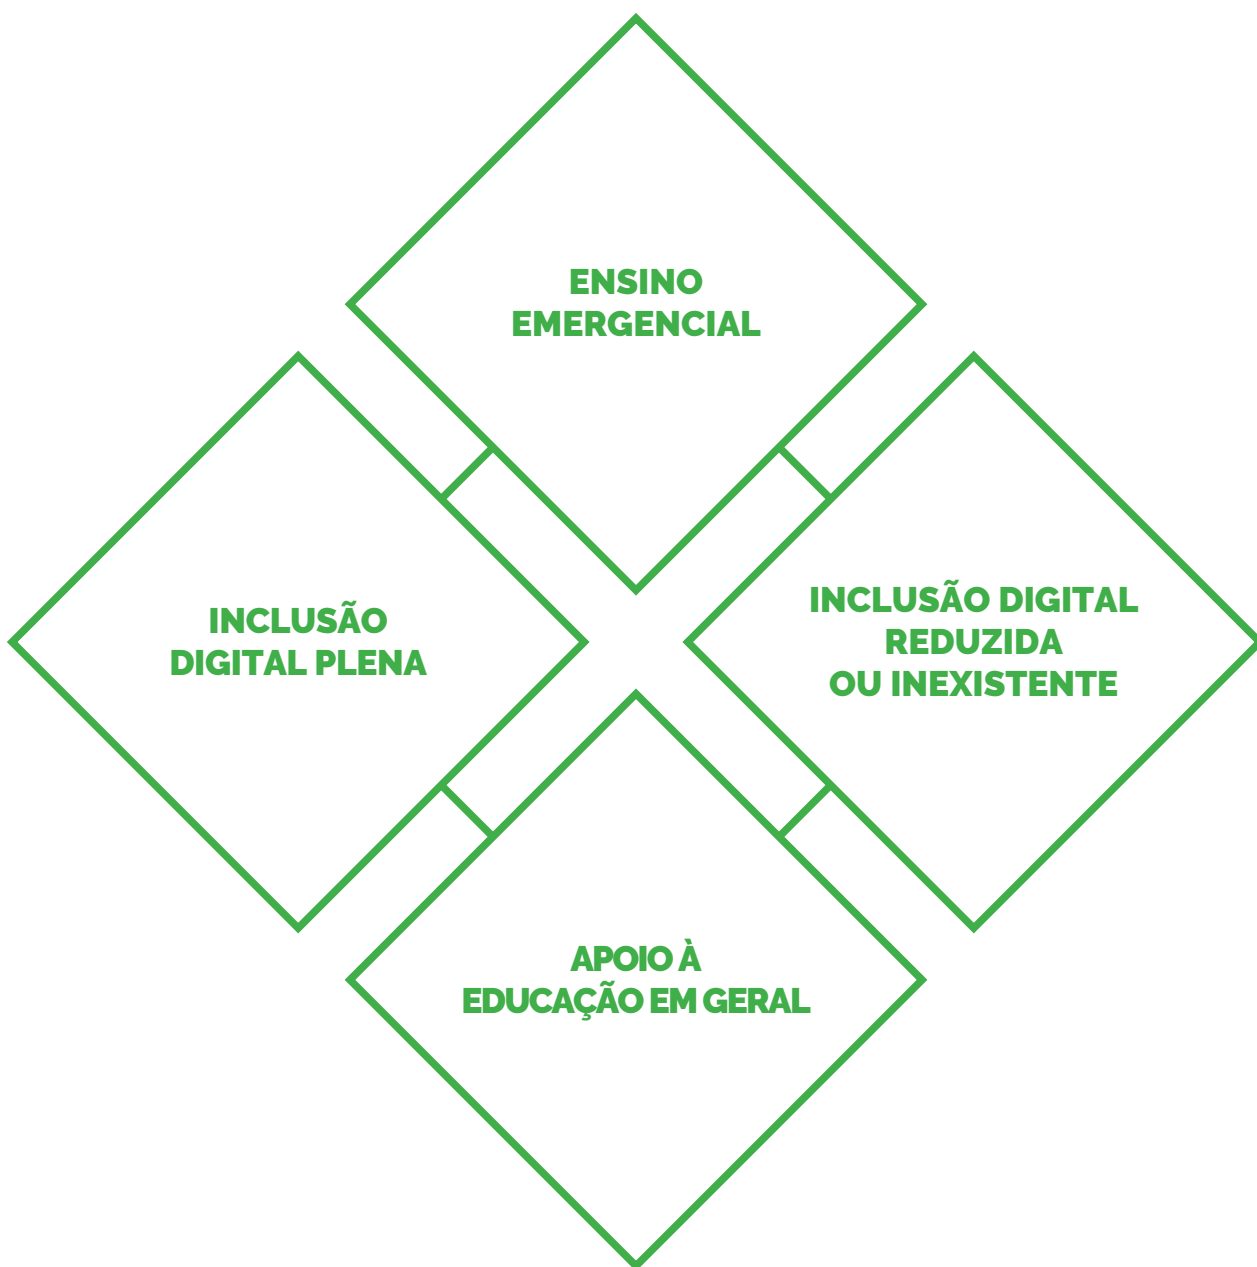 ENSINO
EMERGENCIAL
INCLUSÃO
DIGITAL PLENA
INCLUSÃO DIGITAL
REDUZIDA
OU INEXISTENTE
APOIO À
EDUCAÇÃO EM GERAL